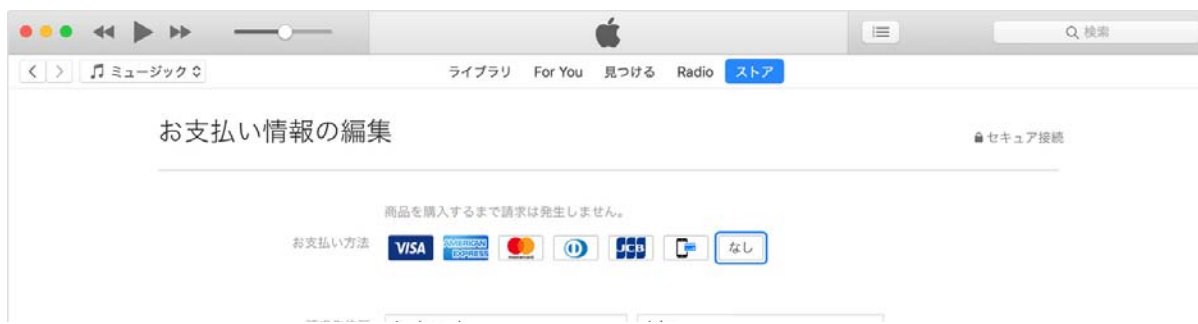 検索
ミュージック
ライブラリ For You 見つける Radio ストア
お支払い情報の編集
セキュア接続
商品を購入するまで請求は発生しません。
お支払い方法 VISA AMERICAN EXPRESS mastercard JCB なし